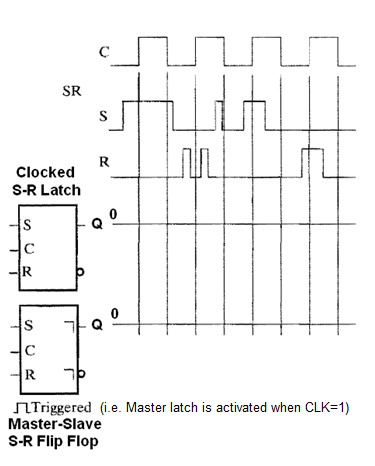 C
SR
S
R
Clocked
S-R Latch
S Q 0
C
R
S Q 0
C
R
Triggered (i.e. Master latch is activated when CLK=1)
Master-Slave
S-R Flip Flop